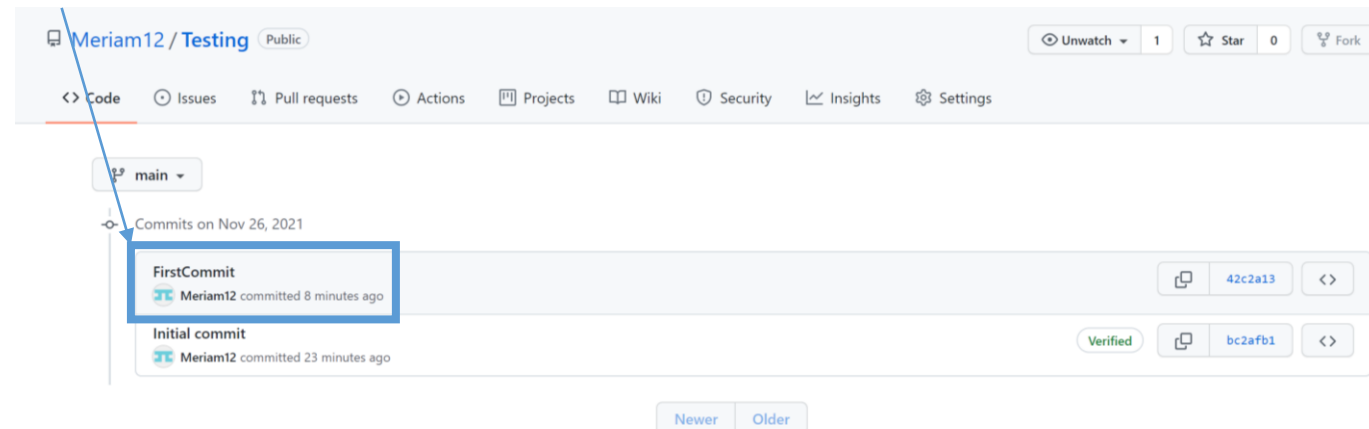 Meriam12 / Testing Public Unwatch 1 Star 0 Fork
Code Issues Pull requests Actions Projects Wiki Security Insights Settings
main
Commits on Nov 26, 2021
FirstCommit
Meriam12 committed 8 minutes ago
42c2a13
Initial commit
Meriam12 committed 23 minutes ago
Verified bc2afb1
Newer Older